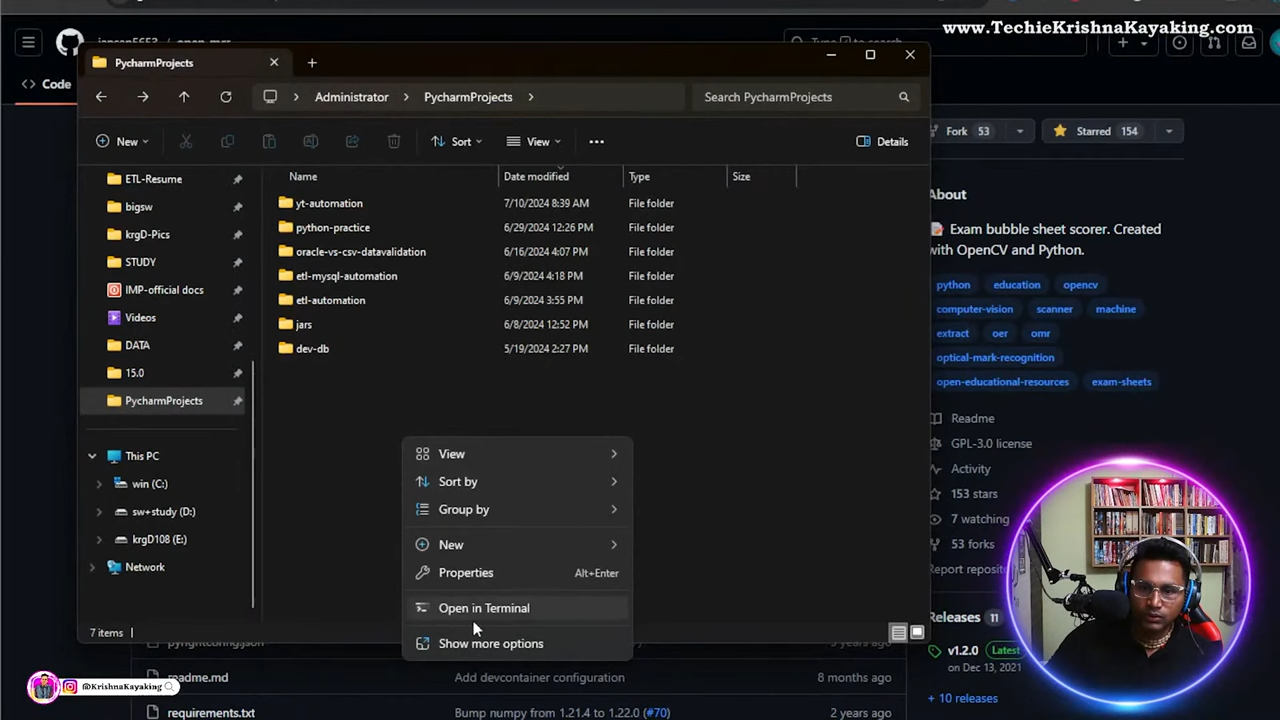 www.TechieKrishnaKayaking.com
PycharmProjects
Administrator
PycharmProjects
Search PycharmProjects
New
Sort
View
Details
Code
Name
Date modified
Type
Size
ETL-Resume
bigsw
krgD-Pics
STUDY
IMP-official docs
Videos
DATA
15.0
PycharmProjects
This PC
win (C:)
sw+study (D:)
krgD108 (E:)
Network
yt-automation 7/10/2024 8:39 AM File folder
python-practice 6/29/2024 12:26 PM File folder
oracle-vs-csv-datavalidation 6/16/2024 4:07 PM File folder
etl-mysql-automation 6/9/2024 4:18 PM File folder
etl-automation 6/9/2024 3:55 PM File folder
jars 6/8/2024 12:52 PM File folder
dev-db 5/19/2024 2:27 PM File folder
View
Sort by
Group by
New
Properties Alt+Enter
Open in Terminal
Show more options
7 items
Fork 53
Starred 154
About
Exam bubble sheet scorer. Created
with OpenCV and Python.
python education opencv
computer-vision scanner machine
extract oer omr
optical-mark-recognition
open-educational-resources exam-sheets
Readme
GPL-3.0 license
Activity
153 stars
7 watching
53 forks
Report
Releases 11
v1.2.0 Latest
on Dec 13, 2021
+ 10 releases
readme.md Add devcontainer configuration 8 months ago
requirements.txt Bump numpy from 1.21.4 to 1.22.0 (#70) 2 years ago
@KrishnaKayaking